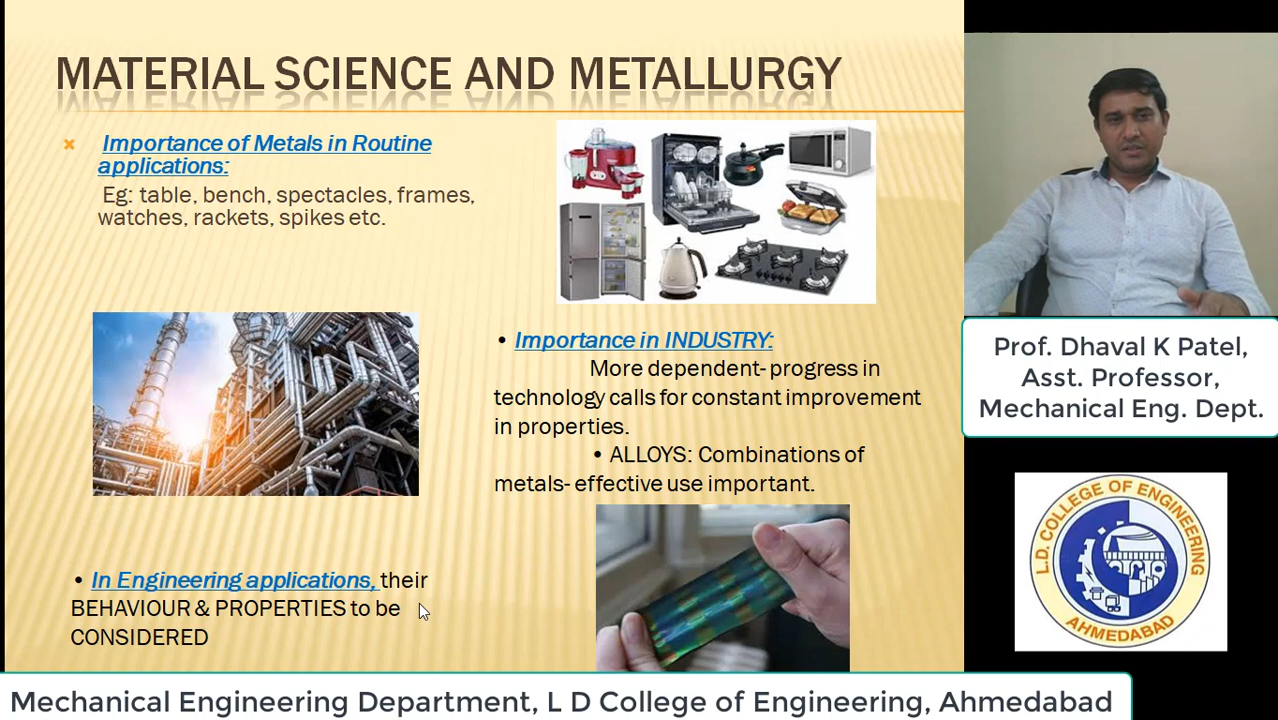 MATERIAL SCIENCE AND METALLURGY
Importance of Metals in Routine
applications:
Eg: table, bench, spectacles, frames,
watches, rackets, spikes etc.
• Importance in INDUSTRY:
More dependent- progress in
technology calls for constant improvement
in properties.
• ALLOYS: Combinations of
metals- effective use important.
• In Engineering applications, their
BEHAVIOUR & PROPERTIES to be
CONSIDERED
Prof. Dhaval K Patel,
Asst. Professor,
Mechanical Eng. Dept.
L.D. COLLEGE OF ENGINEERING
AHMEDABAD
Mechanical Engineering Department, L D College of Engineering, Ahmedabad